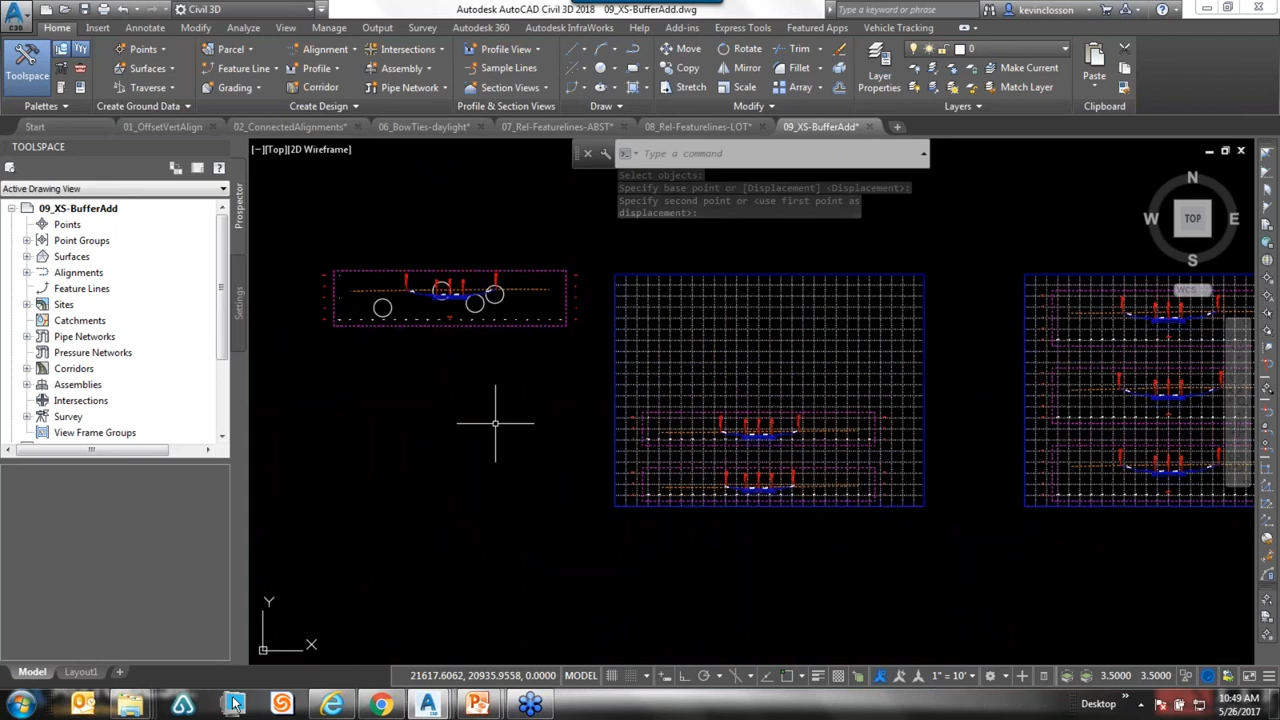 Civil 3D
Autodesk AutoCAD Civil 3D 2018 09_XS-BufferAdd.dwg
Type a keyword or phrase
kevinclosson
Home Insert Annotate Modify Analyze View Manage Output Survey Autodesk 360 Autodesk InfraWorks Help Add-ins Express Tools Featured Apps Vehicle Tracking
Toolspace
Palettes
Points
Surfaces
Traverse
Parcel
Feature Line
Grading
Create Ground Data
Alignment
Profile
Corridor
Intersections
Assembly
Pipe Network
Create Design
Profile View
Sample Lines
Section Views
Profile & Section Views
Draw
Move
Copy
Stretch
Rotate
Mirror
Scale
Trim
Fillet
Array
Modify
Layer
Properties
0
Make Current
Match Layer
Layers
Paste
Clipboard
Start 01_OffsetVertAlign 02_ConnectedAlignments* 06_BowTies-daylight* 07_Rel-Featurelines-ABST* 08_Rel-Featurelines-LOT* 09_XS-BufferAdd*
TOOLSPACE
Active Drawing View
09_XS-BufferAdd
Points
Point Groups
Surfaces
Alignments
Feature Lines
Sites
Catchments
Pipe Networks
Pressure Networks
Corridors
Assemblies
Intersections
Survey
View Frame Groups
Prospector
Settings
[−][Top][2D Wireframe]
Type a command
Select objects:
Specify base point or [Displacement] <Displacement>:
Specify second point or <use first point as
displacement>:
N
W TOP E
S
WCS
Y
X
Model Layout1
21617.6062, 20935.9558, 0.0000 MODEL
1" = 10'
3.5000 3.5000
Desktop
10:49 AM
5/26/2017